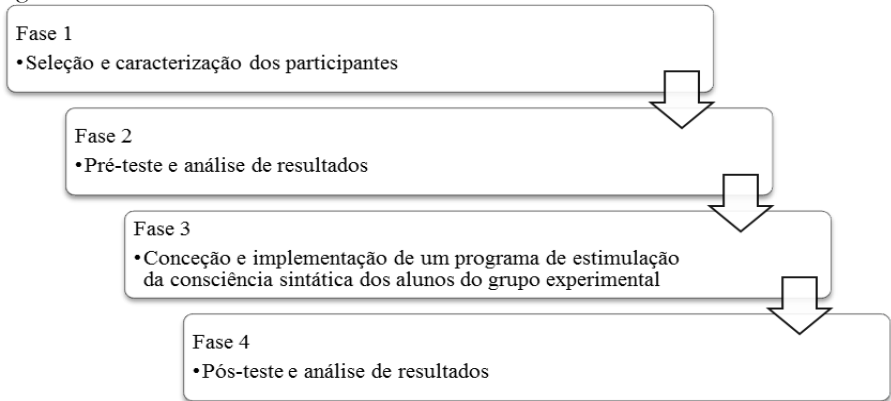 Fase 1
•Seleção e caracterização dos participantes
Fase 2
•Pré-teste e análise de resultados
Fase 3
•Conceção e implementação de um programa de estimulação
da consciência sintática dos alunos do grupo experimental
Fase 4
•Pós-teste e análise de resultados